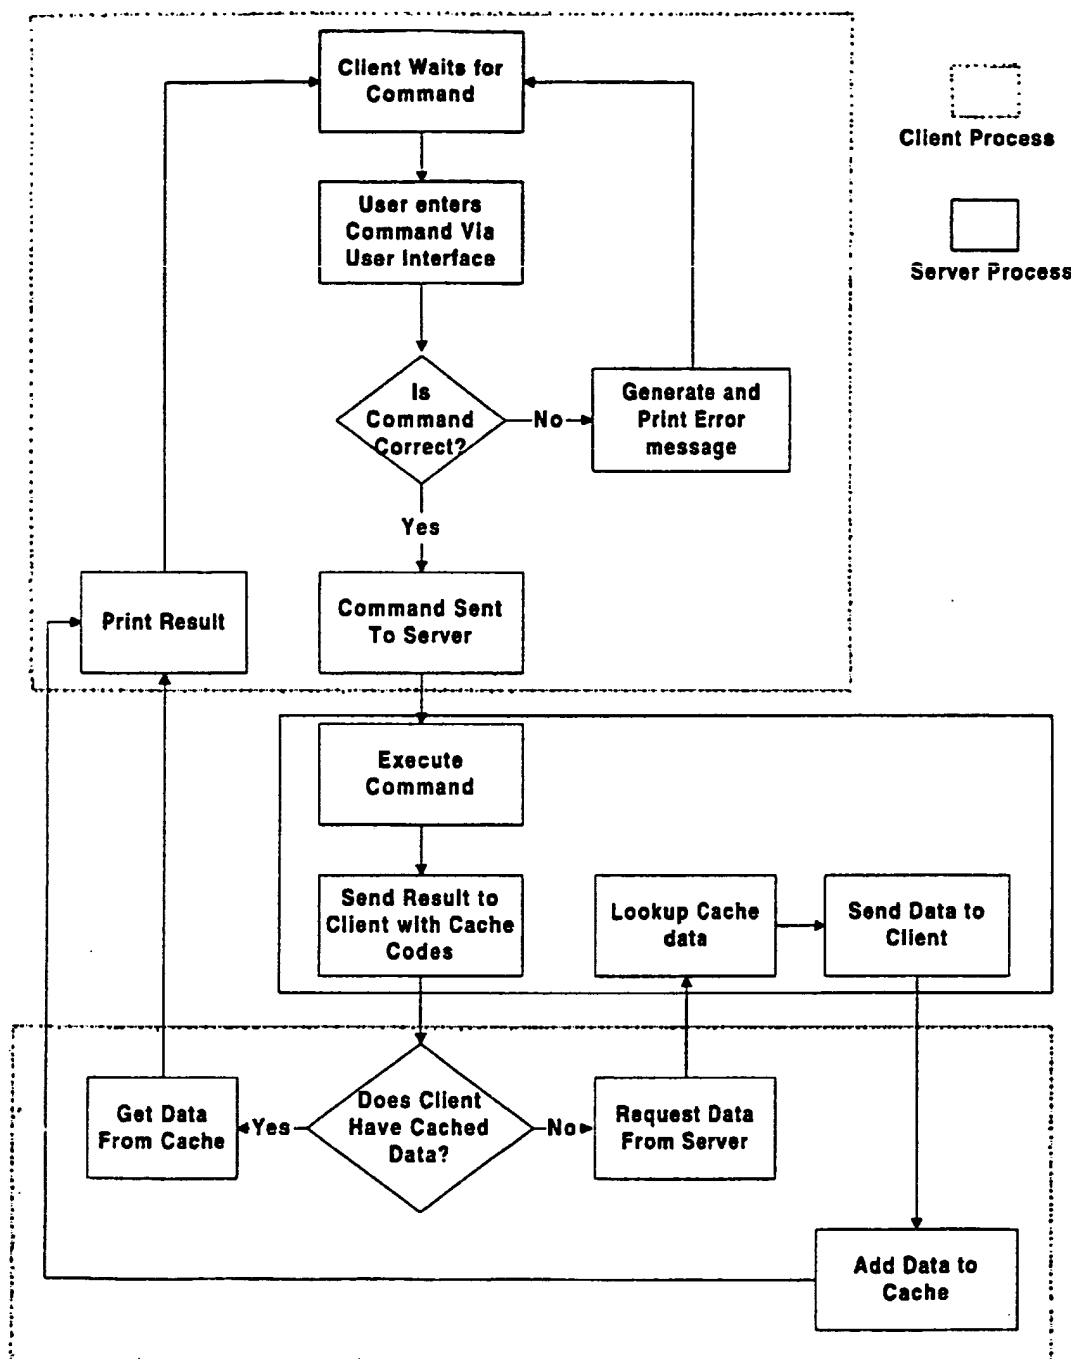 Client Waits for
Command
Client Process
User enters
Command Via
User Interface
Server Process
Is
Command
Correct?
No
Generate and
Print Error
message
Yes
Print Result
Command Sent
To Server
Execute
Command
Send Result to
Client with Cache
Codes
Lookup Cache
data
Send Data to
Client
Get Data
From Cache
Yes
Does Client
Have Cached
Data?
No
Request Data
From Server
Add Data to
Cache